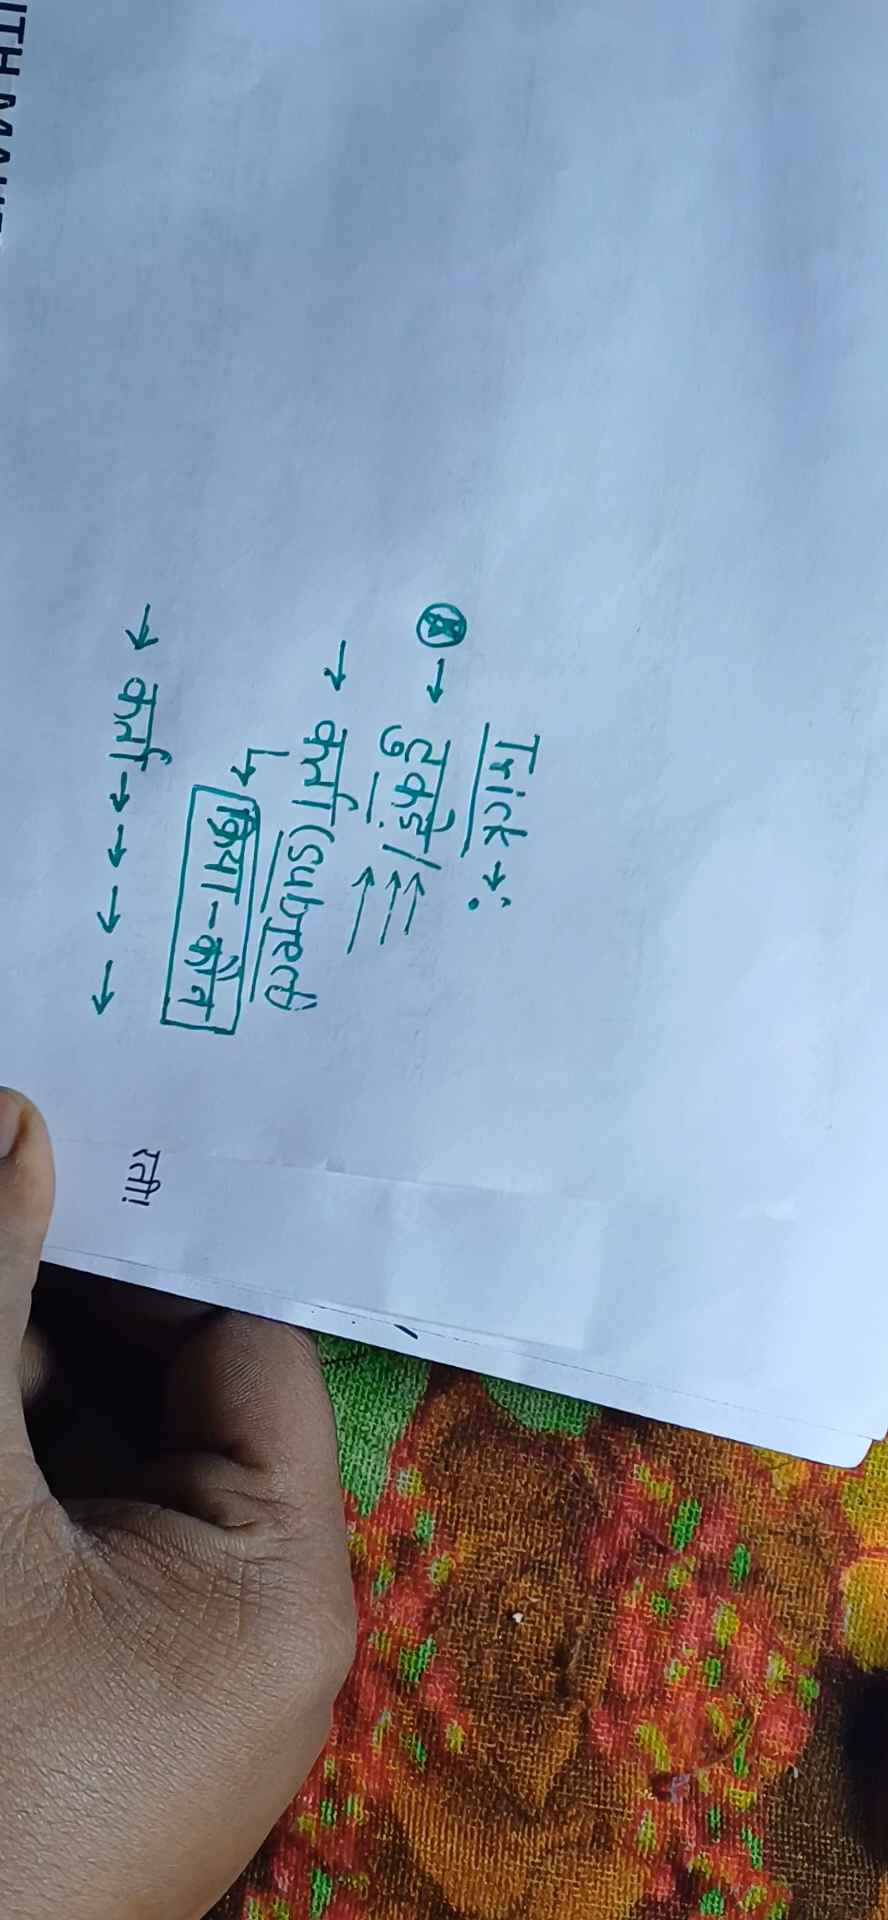 Trick → :
⊛ → टुकड़े /
→ कर्ता (Subject)
↳ क्रिया - कौन
→ कर्ता → → → →
रती!